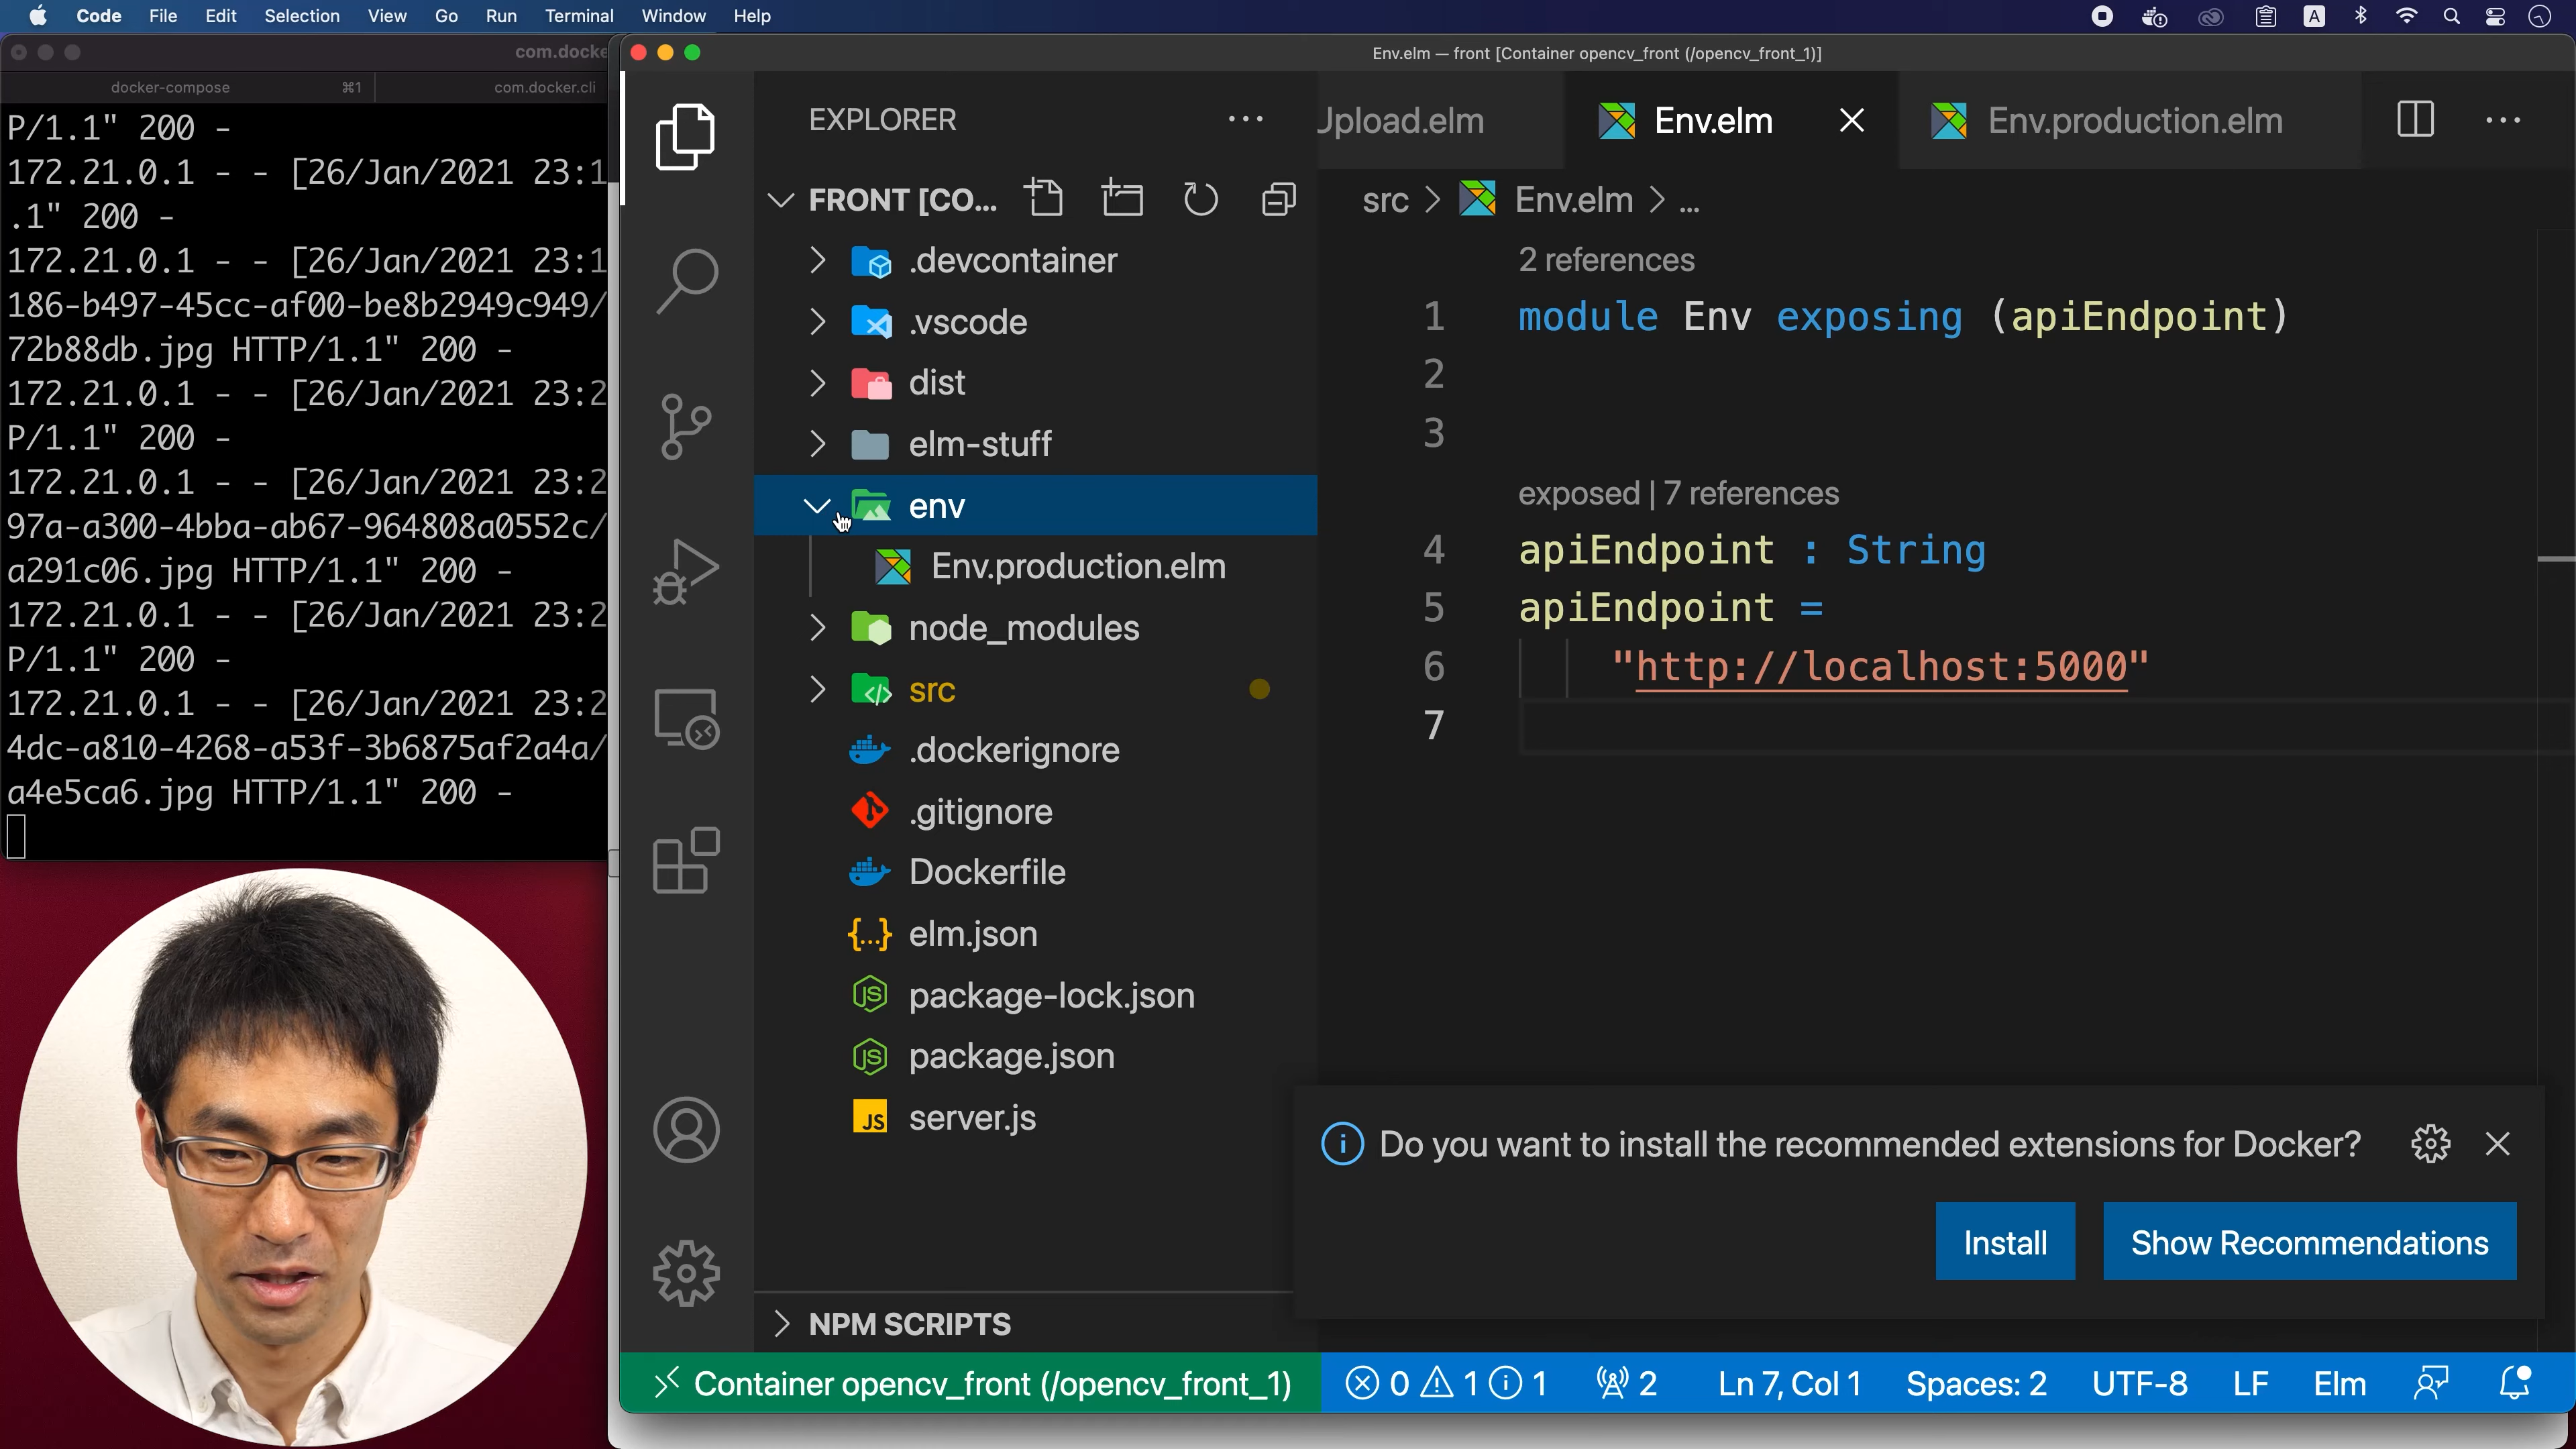 Code File Edit Selection View Go Run Terminal Window Help
A
com.docke
docker-compose ⌘1 com.docker.cli
P/1.1" 200 -
172.21.0.1 - - [26/Jan/2021 23:1
.1" 200 -
172.21.0.1 - - [26/Jan/2021 23:1
186-b497-45cc-af00-be8b2949c949/
72b88db.jpg HTTP/1.1" 200 -
172.21.0.1 - - [26/Jan/2021 23:2
P/1.1" 200 -
172.21.0.1 - - [26/Jan/2021 23:2
97a-a300-4bba-ab67-964808a0552c/
a291c06.jpg HTTP/1.1" 200 -
172.21.0.1 - - [26/Jan/2021 23:2
P/1.1" 200 -
172.21.0.1 - - [26/Jan/2021 23:2
4dc-a810-4268-a53f-3b6875af2a4a/
a4e5ca6.jpg HTTP/1.1" 200 -
Env.elm — front [Container opencv_front (/opencv_front_1)]
EXPLORER ...
FRONT [CO...
.devcontainer
.vscode
dist
elm-stuff
env
Env.production.elm
node_modules
src
.dockerignore
.gitignore
Dockerfile
{...} elm.json
JS package-lock.json
JS package.json
JS server.js
NPM SCRIPTS
Upload.elm Env.elm Env.production.elm ...
src > Env.elm > ...
2 references
1 module Env exposing (apiEndpoint)
2
3
exposed | 7 references
4 apiEndpoint : String
5 apiEndpoint =
6 "http://localhost:5000"
7
Do you want to install the recommended extensions for Docker?
Install Show Recommendations
Container opencv_front (/opencv_front_1) 0 1 1 2 Ln 7, Col 1 Spaces: 2 UTF-8 LF Elm